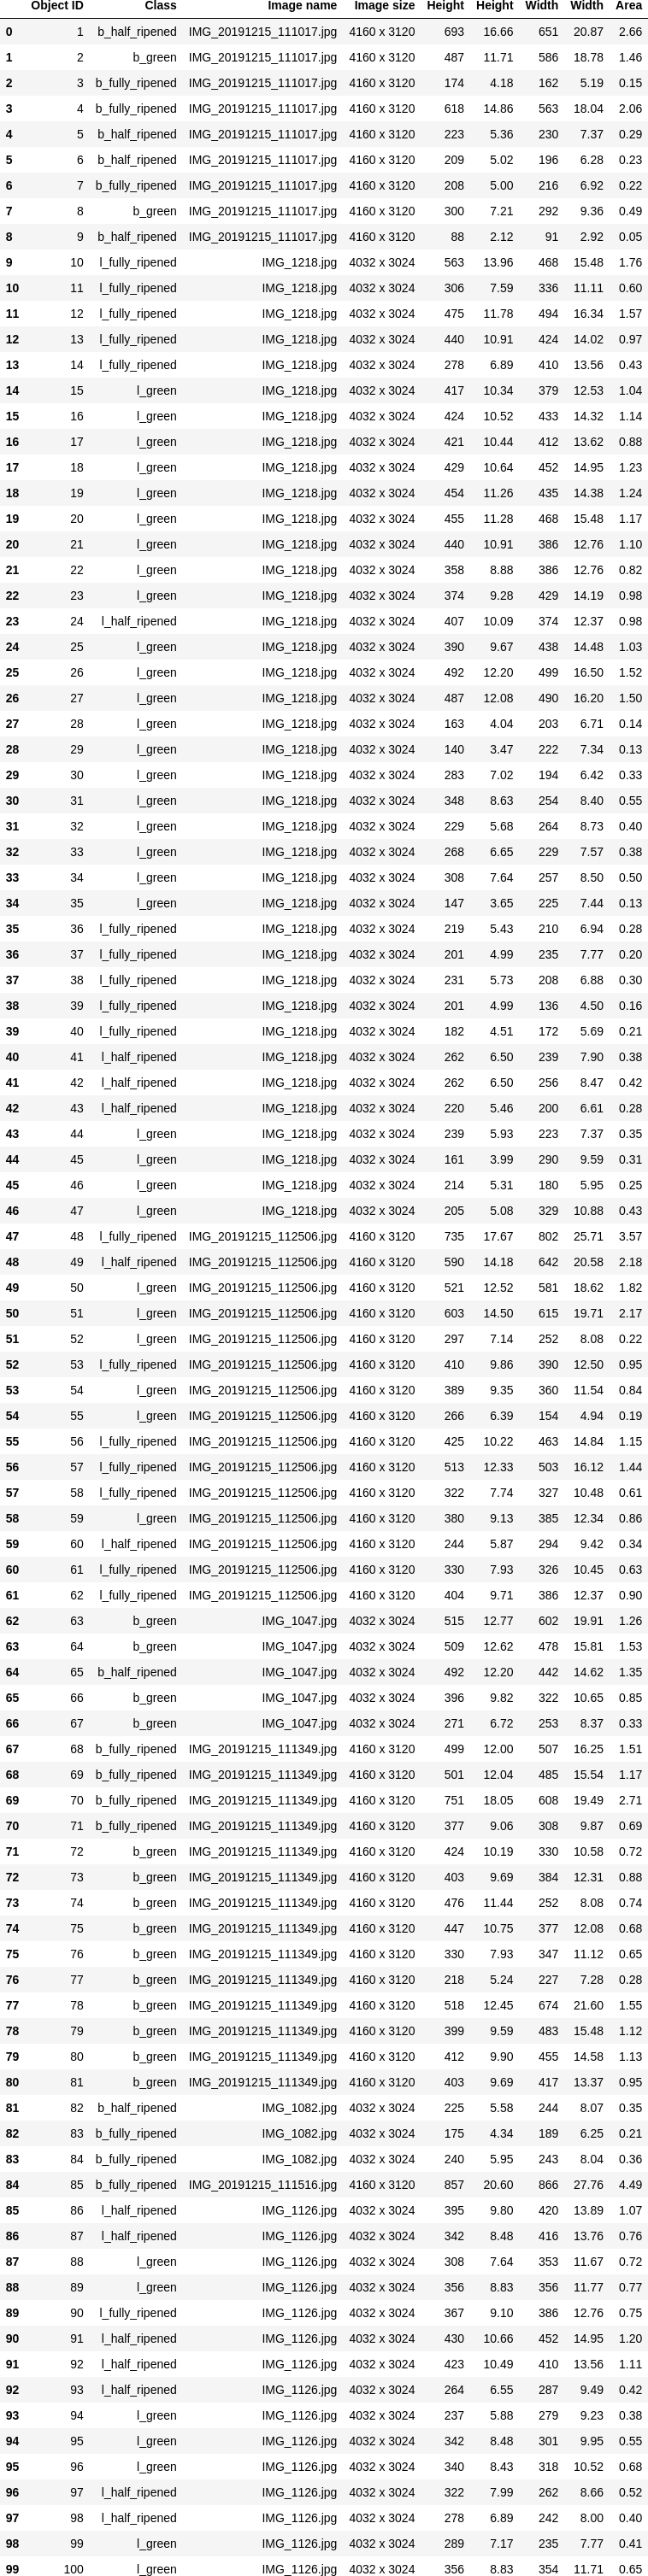 Object ID Class Image name Image size Height Height Width Width Area
0 1 b_half_ripened IMG_20191215_111017.jpg 4160 x 3120 693 16.66 651 20.87 2.66
1 2 b_green IMG_20191215_111017.jpg 4160 x 3120 487 11.71 586 18.78 1.46
2 3 b_fully_ripened IMG_20191215_111017.jpg 4160 x 3120 174 4.18 162 5.19 0.15
3 4 b_fully_ripened IMG_20191215_111017.jpg 4160 x 3120 618 14.86 563 18.04 2.06
4 5 b_half_ripened IMG_20191215_111017.jpg 4160 x 3120 223 5.36 230 7.37 0.29
5 6 b_half_ripened IMG_20191215_111017.jpg 4160 x 3120 209 5.02 196 6.28 0.23
6 7 b_fully_ripened IMG_20191215_111017.jpg 4160 x 3120 208 5.00 216 6.92 0.22
7 8 b_green IMG_20191215_111017.jpg 4160 x 3120 300 7.21 292 9.36 0.49
8 9 b_half_ripened IMG_20191215_111017.jpg 4160 x 3120 88 2.12 91 2.92 0.05
9 10 l_fully_ripened IMG_1218.jpg 4032 x 3024 563 13.96 468 15.48 1.76
10 11 l_fully_ripened IMG_1218.jpg 4032 x 3024 306 7.59 336 11.11 0.60
11 12 l_fully_ripened IMG_1218.jpg 4032 x 3024 475 11.78 494 16.34 1.57
12 13 l_fully_ripened IMG_1218.jpg 4032 x 3024 440 10.91 424 14.02 0.97
13 14 l_fully_ripened IMG_1218.jpg 4032 x 3024 278 6.89 410 13.56 0.43
14 15 l_green IMG_1218.jpg 4032 x 3024 417 10.34 379 12.53 1.04
15 16 l_green IMG_1218.jpg 4032 x 3024 424 10.52 433 14.32 1.14
16 17 l_green IMG_1218.jpg 4032 x 3024 421 10.44 412 13.62 0.88
17 18 l_green IMG_1218.jpg 4032 x 3024 429 10.64 452 14.95 1.23
18 19 l_green IMG_1218.jpg 4032 x 3024 454 11.26 435 14.38 1.24
19 20 l_green IMG_1218.jpg 4032 x 3024 455 11.28 468 15.48 1.17
20 21 l_green IMG_1218.jpg 4032 x 3024 440 10.91 386 12.76 1.10
21 22 l_green IMG_1218.jpg 4032 x 3024 358 8.88 386 12.76 0.82
22 23 l_green IMG_1218.jpg 4032 x 3024 374 9.28 429 14.19 0.98
23 24 l_half_ripened IMG_1218.jpg 4032 x 3024 407 10.09 374 12.37 0.98
24 25 l_green IMG_1218.jpg 4032 x 3024 390 9.67 438 14.48 1.03
25 26 l_green IMG_1218.jpg 4032 x 3024 492 12.20 499 16.50 1.52
26 27 l_green IMG_1218.jpg 4032 x 3024 487 12.08 490 16.20 1.50
27 28 l_green IMG_1218.jpg 4032 x 3024 163 4.04 203 6.71 0.14
28 29 l_green IMG_1218.jpg 4032 x 3024 140 3.47 222 7.34 0.13
29 30 l_green IMG_1218.jpg 4032 x 3024 283 7.02 194 6.42 0.33
30 31 l_green IMG_1218.jpg 4032 x 3024 348 8.63 254 8.40 0.55
31 32 l_green IMG_1218.jpg 4032 x 3024 229 5.68 264 8.73 0.40
32 33 l_green IMG_1218.jpg 4032 x 3024 268 6.65 229 7.57 0.38
33 34 l_green IMG_1218.jpg 4032 x 3024 308 7.64 257 8.50 0.50
34 35 l_green IMG_1218.jpg 4032 x 3024 147 3.65 225 7.44 0.13
35 36 l_fully_ripened IMG_1218.jpg 4032 x 3024 219 5.43 210 6.94 0.28
36 37 l_fully_ripened IMG_1218.jpg 4032 x 3024 201 4.99 235 7.77 0.20
37 38 l_fully_ripened IMG_1218.jpg 4032 x 3024 231 5.73 208 6.88 0.30
38 39 l_fully_ripened IMG_1218.jpg 4032 x 3024 201 4.99 136 4.50 0.16
39 40 l_fully_ripened IMG_1218.jpg 4032 x 3024 182 4.51 172 5.69 0.21
40 41 l_half_ripened IMG_1218.jpg 4032 x 3024 262 6.50 239 7.90 0.38
41 42 l_half_ripened IMG_1218.jpg 4032 x 3024 262 6.50 256 8.47 0.42
42 43 l_half_ripened IMG_1218.jpg 4032 x 3024 220 5.46 200 6.61 0.28
43 44 l_green IMG_1218.jpg 4032 x 3024 239 5.93 223 7.37 0.35
44 45 l_green IMG_1218.jpg 4032 x 3024 161 3.99 290 9.59 0.31
45 46 l_green IMG_1218.jpg 4032 x 3024 214 5.31 180 5.95 0.25
46 47 l_green IMG_1218.jpg 4032 x 3024 205 5.08 329 10.88 0.43
47 48 l_fully_ripened IMG_20191215_112506.jpg 4160 x 3120 735 17.67 802 25.71 3.57
48 49 l_half_ripened IMG_20191215_112506.jpg 4160 x 3120 590 14.18 642 20.58 2.18
49 50 l_green IMG_20191215_112506.jpg 4160 x 3120 521 12.52 581 18.62 1.82
50 51 l_green IMG_20191215_112506.jpg 4160 x 3120 603 14.50 615 19.71 2.17
51 52 l_green IMG_20191215_112506.jpg 4160 x 3120 297 7.14 252 8.08 0.22
52 53 l_fully_ripened IMG_20191215_112506.jpg 4160 x 3120 410 9.86 390 12.50 0.95
53 54 l_green IMG_20191215_112506.jpg 4160 x 3120 389 9.35 360 11.54 0.84
54 55 l_green IMG_20191215_112506.jpg 4160 x 3120 266 6.39 154 4.94 0.19
55 56 l_fully_ripened IMG_20191215_112506.jpg 4160 x 3120 425 10.22 463 14.84 1.15
56 57 l_fully_ripened IMG_20191215_112506.jpg 4160 x 3120 513 12.33 503 16.12 1.44
57 58 l_fully_ripened IMG_20191215_112506.jpg 4160 x 3120 322 7.74 327 10.48 0.61
58 59 l_green IMG_20191215_112506.jpg 4160 x 3120 380 9.13 385 12.34 0.86
59 60 l_half_ripened IMG_20191215_112506.jpg 4160 x 3120 244 5.87 294 9.42 0.34
60 61 l_fully_ripened IMG_20191215_112506.jpg 4160 x 3120 330 7.93 326 10.45 0.63
61 62 l_fully_ripened IMG_20191215_112506.jpg 4160 x 3120 404 9.71 386 12.37 0.90
62 63 b_green IMG_1047.jpg 4032 x 3024 515 12.77 602 19.91 1.26
63 64 b_green IMG_1047.jpg 4032 x 3024 509 12.62 478 15.81 1.53
64 65 b_half_ripened IMG_1047.jpg 4032 x 3024 492 12.20 442 14.62 1.35
65 66 b_green IMG_1047.jpg 4032 x 3024 396 9.82 322 10.65 0.85
66 67 b_green IMG_1047.jpg 4032 x 3024 271 6.72 253 8.37 0.33
67 68 b_fully_ripened IMG_20191215_111349.jpg 4160 x 3120 499 12.00 507 16.25 1.51
68 69 b_fully_ripened IMG_20191215_111349.jpg 4160 x 3120 501 12.04 485 15.54 1.17
69 70 b_fully_ripened IMG_20191215_111349.jpg 4160 x 3120 751 18.05 608 19.49 2.71
70 71 b_fully_ripened IMG_20191215_111349.jpg 4160 x 3120 377 9.06 308 9.87 0.69
71 72 b_green IMG_20191215_111349.jpg 4160 x 3120 424 10.19 330 10.58 0.72
72 73 b_green IMG_20191215_111349.jpg 4160 x 3120 403 9.69 384 12.31 0.88
73 74 b_green IMG_20191215_111349.jpg 4160 x 3120 476 11.44 252 8.08 0.74
74 75 b_green IMG_20191215_111349.jpg 4160 x 3120 447 10.75 377 12.08 0.68
75 76 b_green IMG_20191215_111349.jpg 4160 x 3120 330 7.93 347 11.12 0.65
76 77 b_green IMG_20191215_111349.jpg 4160 x 3120 218 5.24 227 7.28 0.28
77 78 b_green IMG_20191215_111349.jpg 4160 x 3120 518 12.45 674 21.60 1.55
78 79 b_green IMG_20191215_111349.jpg 4160 x 3120 399 9.59 483 15.48 1.12
79 80 b_green IMG_20191215_111349.jpg 4160 x 3120 412 9.90 455 14.58 1.13
80 81 b_green IMG_20191215_111349.jpg 4160 x 3120 403 9.69 417 13.37 0.95
81 82 b_half_ripened IMG_1082.jpg 4032 x 3024 225 5.58 244 8.07 0.35
82 83 b_fully_ripened IMG_1082.jpg 4032 x 3024 175 4.34 189 6.25 0.21
83 84 b_fully_ripened IMG_1082.jpg 4032 x 3024 240 5.95 243 8.04 0.36
84 85 b_fully_ripened IMG_20191215_111516.jpg 4160 x 3120 857 20.60 866 27.76 4.49
85 86 l_half_ripened IMG_1126.jpg 4032 x 3024 395 9.80 420 13.89 1.07
86 87 l_half_ripened IMG_1126.jpg 4032 x 3024 342 8.48 416 13.76 0.76
87 88 l_green IMG_1126.jpg 4032 x 3024 308 7.64 353 11.67 0.72
88 89 l_green IMG_1126.jpg 4032 x 3024 356 8.83 356 11.77 0.77
89 90 l_fully_ripened IMG_1126.jpg 4032 x 3024 367 9.10 386 12.76 0.75
90 91 l_half_ripened IMG_1126.jpg 4032 x 3024 430 10.66 452 14.95 1.20
91 92 l_half_ripened IMG_1126.jpg 4032 x 3024 423 10.49 410 13.56 1.11
92 93 l_half_ripened IMG_1126.jpg 4032 x 3024 264 6.55 287 9.49 0.42
93 94 l_green IMG_1126.jpg 4032 x 3024 237 5.88 279 9.23 0.38
94 95 l_green IMG_1126.jpg 4032 x 3024 342 8.48 301 9.95 0.55
95 96 l_green IMG_1126.jpg 4032 x 3024 340 8.43 318 10.52 0.68
96 97 l_half_ripened IMG_1126.jpg 4032 x 3024 322 7.99 262 8.66 0.52
97 98 l_half_ripened IMG_1126.jpg 4032 x 3024 278 6.89 242 8.00 0.40
98 99 l_green IMG_1126.jpg 4032 x 3024 289 7.17 235 7.77 0.41
99 100 l_green IMG_1126.jpg 4032 x 3024 356 8.83 354 11.71 0.65